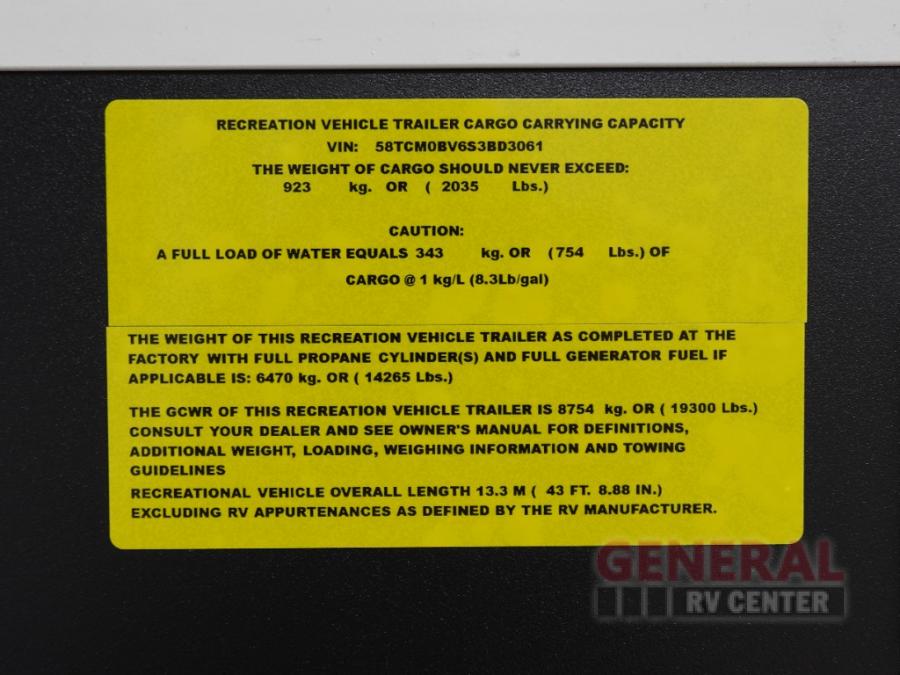 RECREATION VEHICLE TRAILER CARGO CARRYING CAPACITY
VIN: 58TCM0BV6S3BD3061
THE WEIGHT OF CARGO SHOULD NEVER EXCEED:
923 kg. OR ( 2035 Lbs.)
CAUTION:
A FULL LOAD OF WATER EQUALS 343 kg. OR (754 Lbs.) OF
CARGO @ 1 kg/L (8.3Lb/gal)
THE WEIGHT OF THIS RECREATION VEHICLE TRAILER AS COMPLETED AT THE
FACTORY WITH FULL PROPANE CYLINDER(S) AND FULL GENERATOR FUEL IF
APPLICABLE IS: 6470 kg. OR ( 14265 Lbs.)
THE GCWR OF THIS RECREATION VEHICLE TRAILER IS 8754 kg. OR ( 19300 Lbs.)
CONSULT YOUR DEALER AND SEE OWNER'S MANUAL FOR DEFINITIONS,
ADDITIONAL WEIGHT, LOADING, WEIGHING INFORMATION AND TOWING
GUIDELINES
RECREATIONAL VEHICLE OVERALL LENGTH 13.3 M ( 43 FT. 8.88 IN.)
EXCLUDING RV APPURTENANCES AS DEFINED BY THE RV MANUFACTURER.
GENERAL
RV CENTER